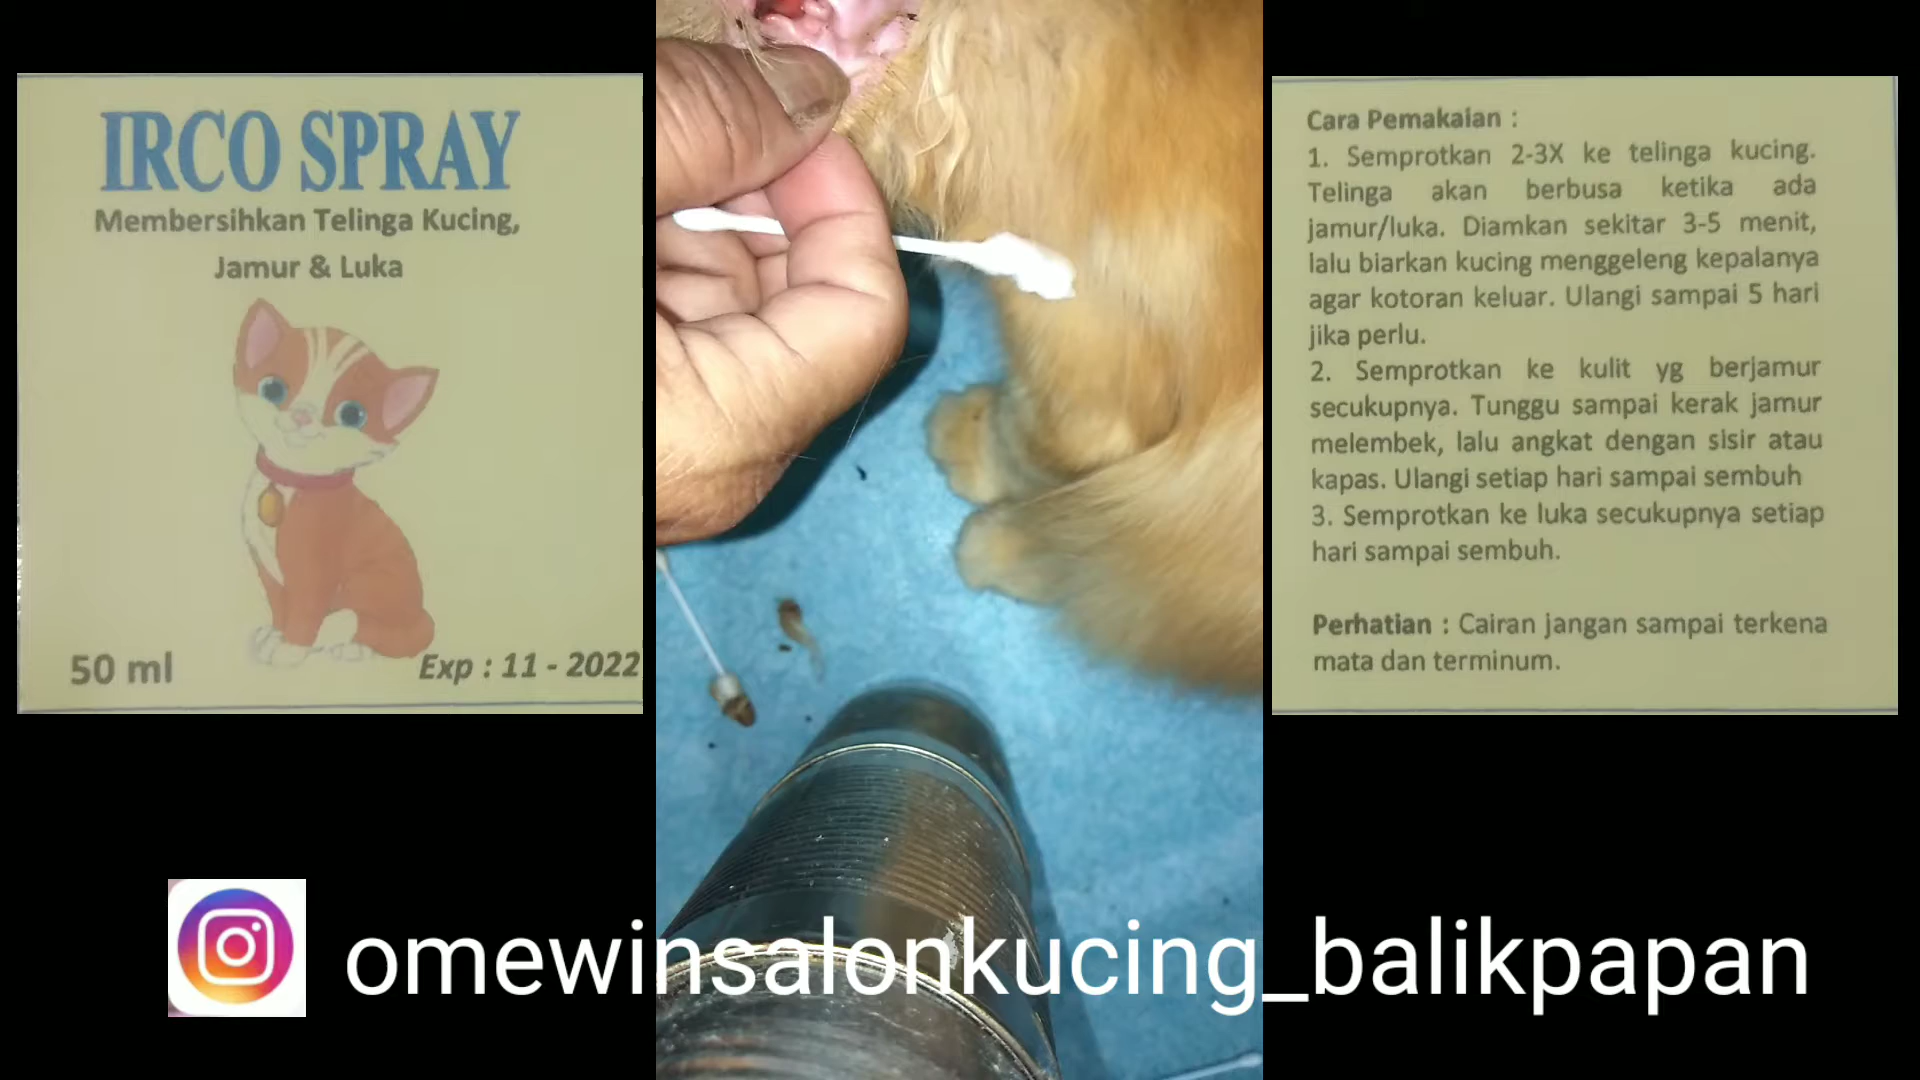 IRCO SPRAY
Membersihkan Telinga Kucing,
Jamur & Luka
50 ml
Exp : 11 - 2022
Cara Pemakaian :
1. Semprotkan 2-3X ke telinga kucing.
Telinga akan berbusa ketika ada
jamur/luka. Diamkan sekitar 3-5 menit,
lalu biarkan kucing menggeleng kepalanya
agar kotoran keluar. Ulangi sampai 5 hari
jika perlu.
2. Semprotkan ke kulit yg berjamur
secukupnya. Tunggu sampai kerak jamur
melembek, lalu angkat dengan sisir atau
kapas. Ulangi setiap hari sampai sembuh
3. Semprotkan ke luka secukupnya setiap
hari sampai sembuh.
Perhatian : Cairan jangan sampai terkena
mata dan terminum.
omewinsalonkucing_balikpapan